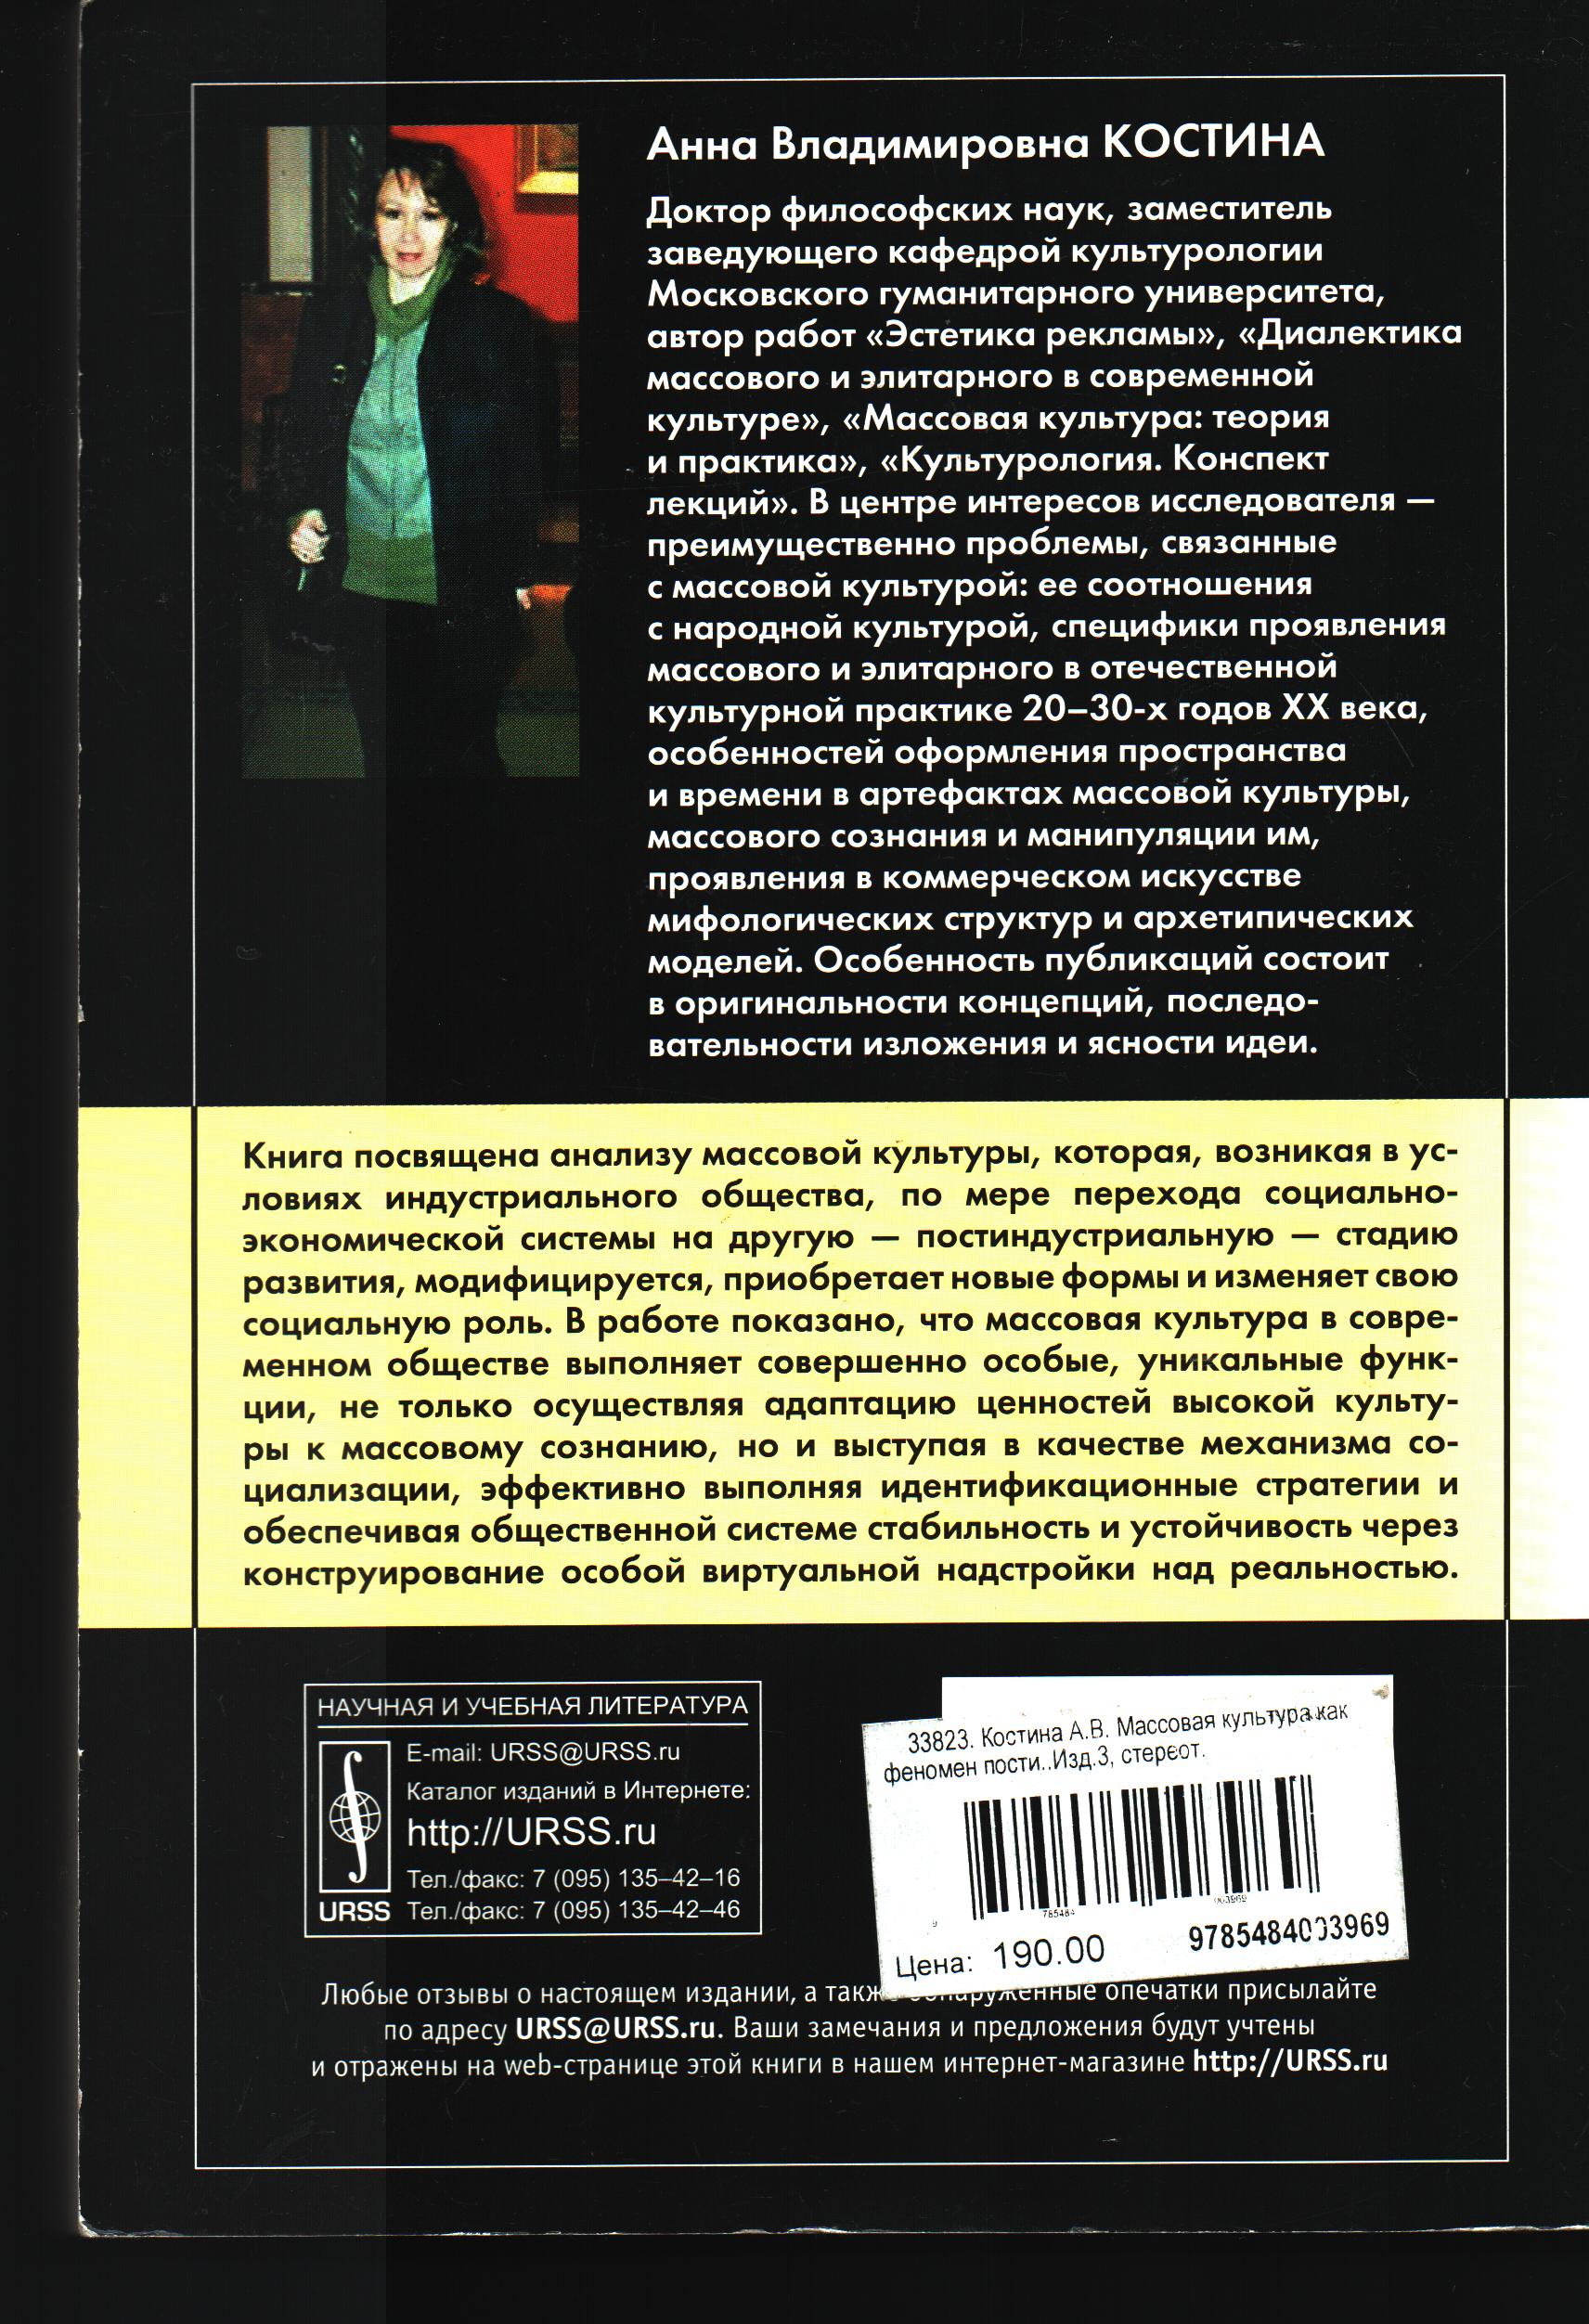 Анна Владимировна КОСТИНА
Доктор философских наук, заместитель
заведующего кафедрой культурологии
Московского гуманитарного университета,
автор работ «Эстетика рекламы», «Диалектика
массового и элитарного в современной
культуре», «Массовая культура: теория
и практика», «Культурология. Конспект
лекций». В центре интересов исследователя —
преимущественно проблемы, связанные
с массовой культурой: ее соотношения
с народной культурой, специфики проявления
массового и элитарного в отечественной
культурной практике 20–30-х годов XX века,
особенностей оформления пространства
и времени в артефактах массовой культуры,
массового сознания и манипуляции им,
проявления в коммерческом искусстве
мифологических структур и архетипических
моделей. Особенность публикаций состоит
в оригинальности концепций, последо-
вательности изложения и ясности идеи.
Книга посвящена анализу массовой культуры, которая, возникая в ус-
ловиях индустриального общества, по мере перехода социально-
экономической системы на другую — постиндустриальную — стадию
развития, модифицируется, приобретает новые формы и изменяет свою
социальную роль. В работе показано, что массовая культура в совре-
менном обществе выполняет совершенно особые, уникальные функ-
ции, не только осуществляя адаптацию ценностей высокой культу-
ры к массовому сознанию, но и выступая в качестве механизма со-
циализации, эффективно выполняя идентификационные стратегии и
обеспечивая общественной системе стабильность и устойчивость через
конструирование особой виртуальной надстройки над реальностью.
НАУЧНАЯ И УЧЕБНАЯ ЛИТЕРАТУРА
E-mail: URSS@URSS.ru
Каталог изданий в Интернете:
http://URSS.ru
Тел./факс: 7 (095) 135–42–16
URSS Тел./факс: 7 (095) 135–42–46
33823. Костина А.В. Массовая культура как
феномен пости..Изд.3, стереот.
9 785484 003969
Цена: 190.00 9785484003969
Любые отзывы о настоящем издании, а также обнаруженные опечатки присылайте
по адресу URSS@URSS.ru. Ваши замечания и предложения будут учтены
и отражены на web-странице этой книги в нашем интернет-магазине http://URSS.ru